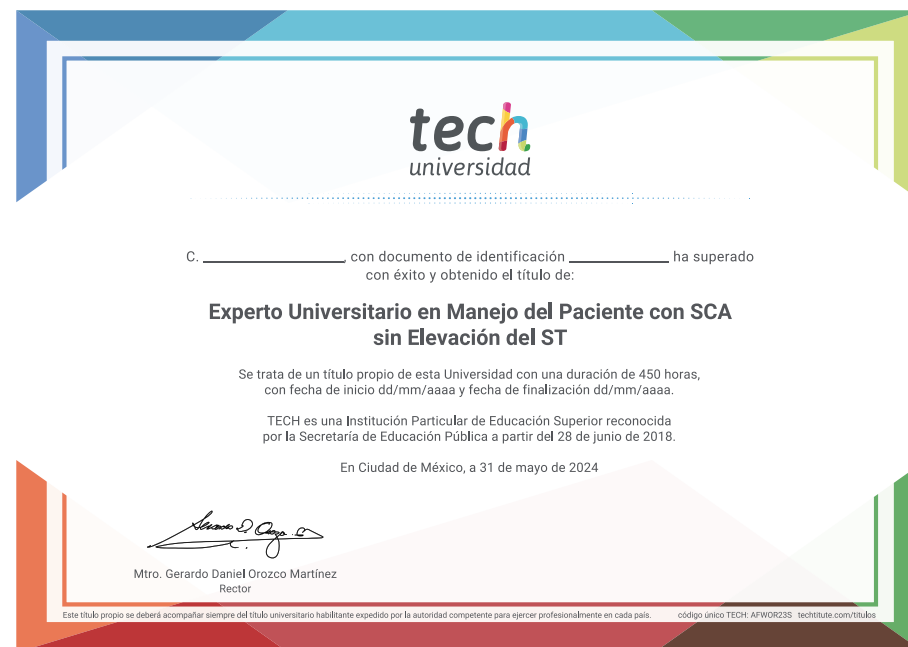 tech
universidad
C. ____________, con documento de identificación ____________ ha superado
con éxito y obtenido el título de:
Experto Universitario en Manejo del Paciente con SCA
sin Elevación del ST
Se trata de un título propio de esta Universidad con una duración de 450 horas,
con fecha de inicio dd/mm/aaaa y fecha de finalización dd/mm/aaaa.
TECH es una Institución Particular de Educación Superior reconocida
por la Secretaría de Educación Pública a partir del 28 de junio de 2018.
En Ciudad de México, a 31 de mayo de 2024
Mtro. Gerardo Daniel Orozco Martínez
Rector
Este título propio se deberá acompañar siempre del título universitario habilitante expedido por la autoridad competente para ejercer profesionalmente en cada país. código único TECH: AFWOR23S techtitute.com/títulos